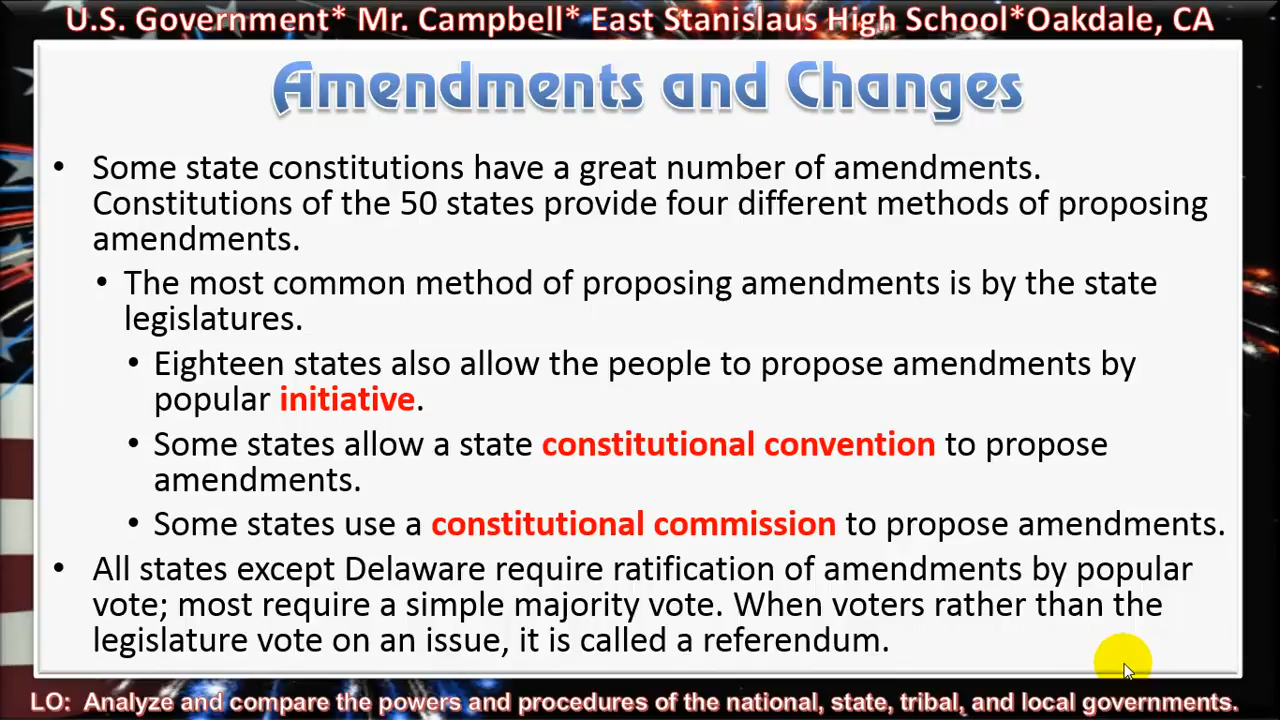 U.S. Government* Mr. Campbell* East Stanislaus High School*Oakdale, CA
Amendments and Changes
• Some state constitutions have a great number of amendments.
Constitutions of the 50 states provide four different methods of proposing
amendments.
• The most common method of proposing amendments is by the state
legislatures.
• Eighteen states also allow the people to propose amendments by
popular initiative.
• Some states allow a state constitutional convention to propose
amendments.
• Some states use a constitutional commission to propose amendments.
• All states except Delaware require ratification of amendments by popular
vote; most require a simple majority vote. When voters rather than the
legislature vote on an issue, it is called a referendum.
LO: Analyze and compare the powers and procedures of the national, state, tribal, and local governments.